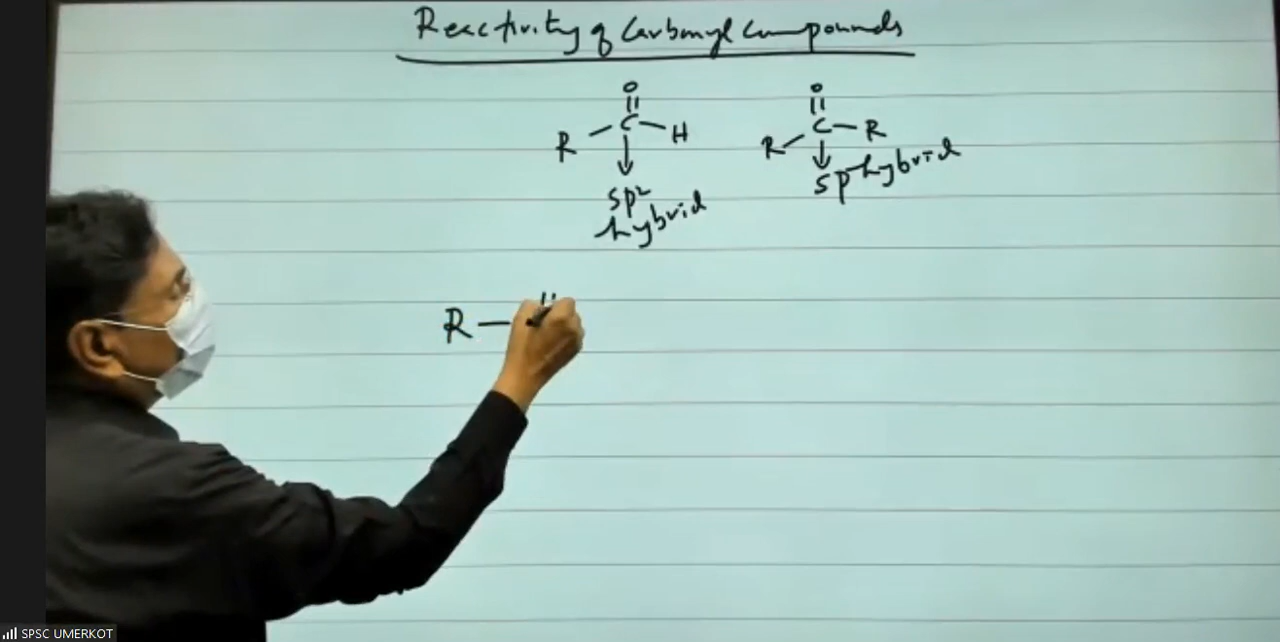 Reactivity of Carbonyl Compounds
O
O
R – C – H
R – C – R
sp²
hybrid
sp hybrid
R –
SPSC UMERKOT